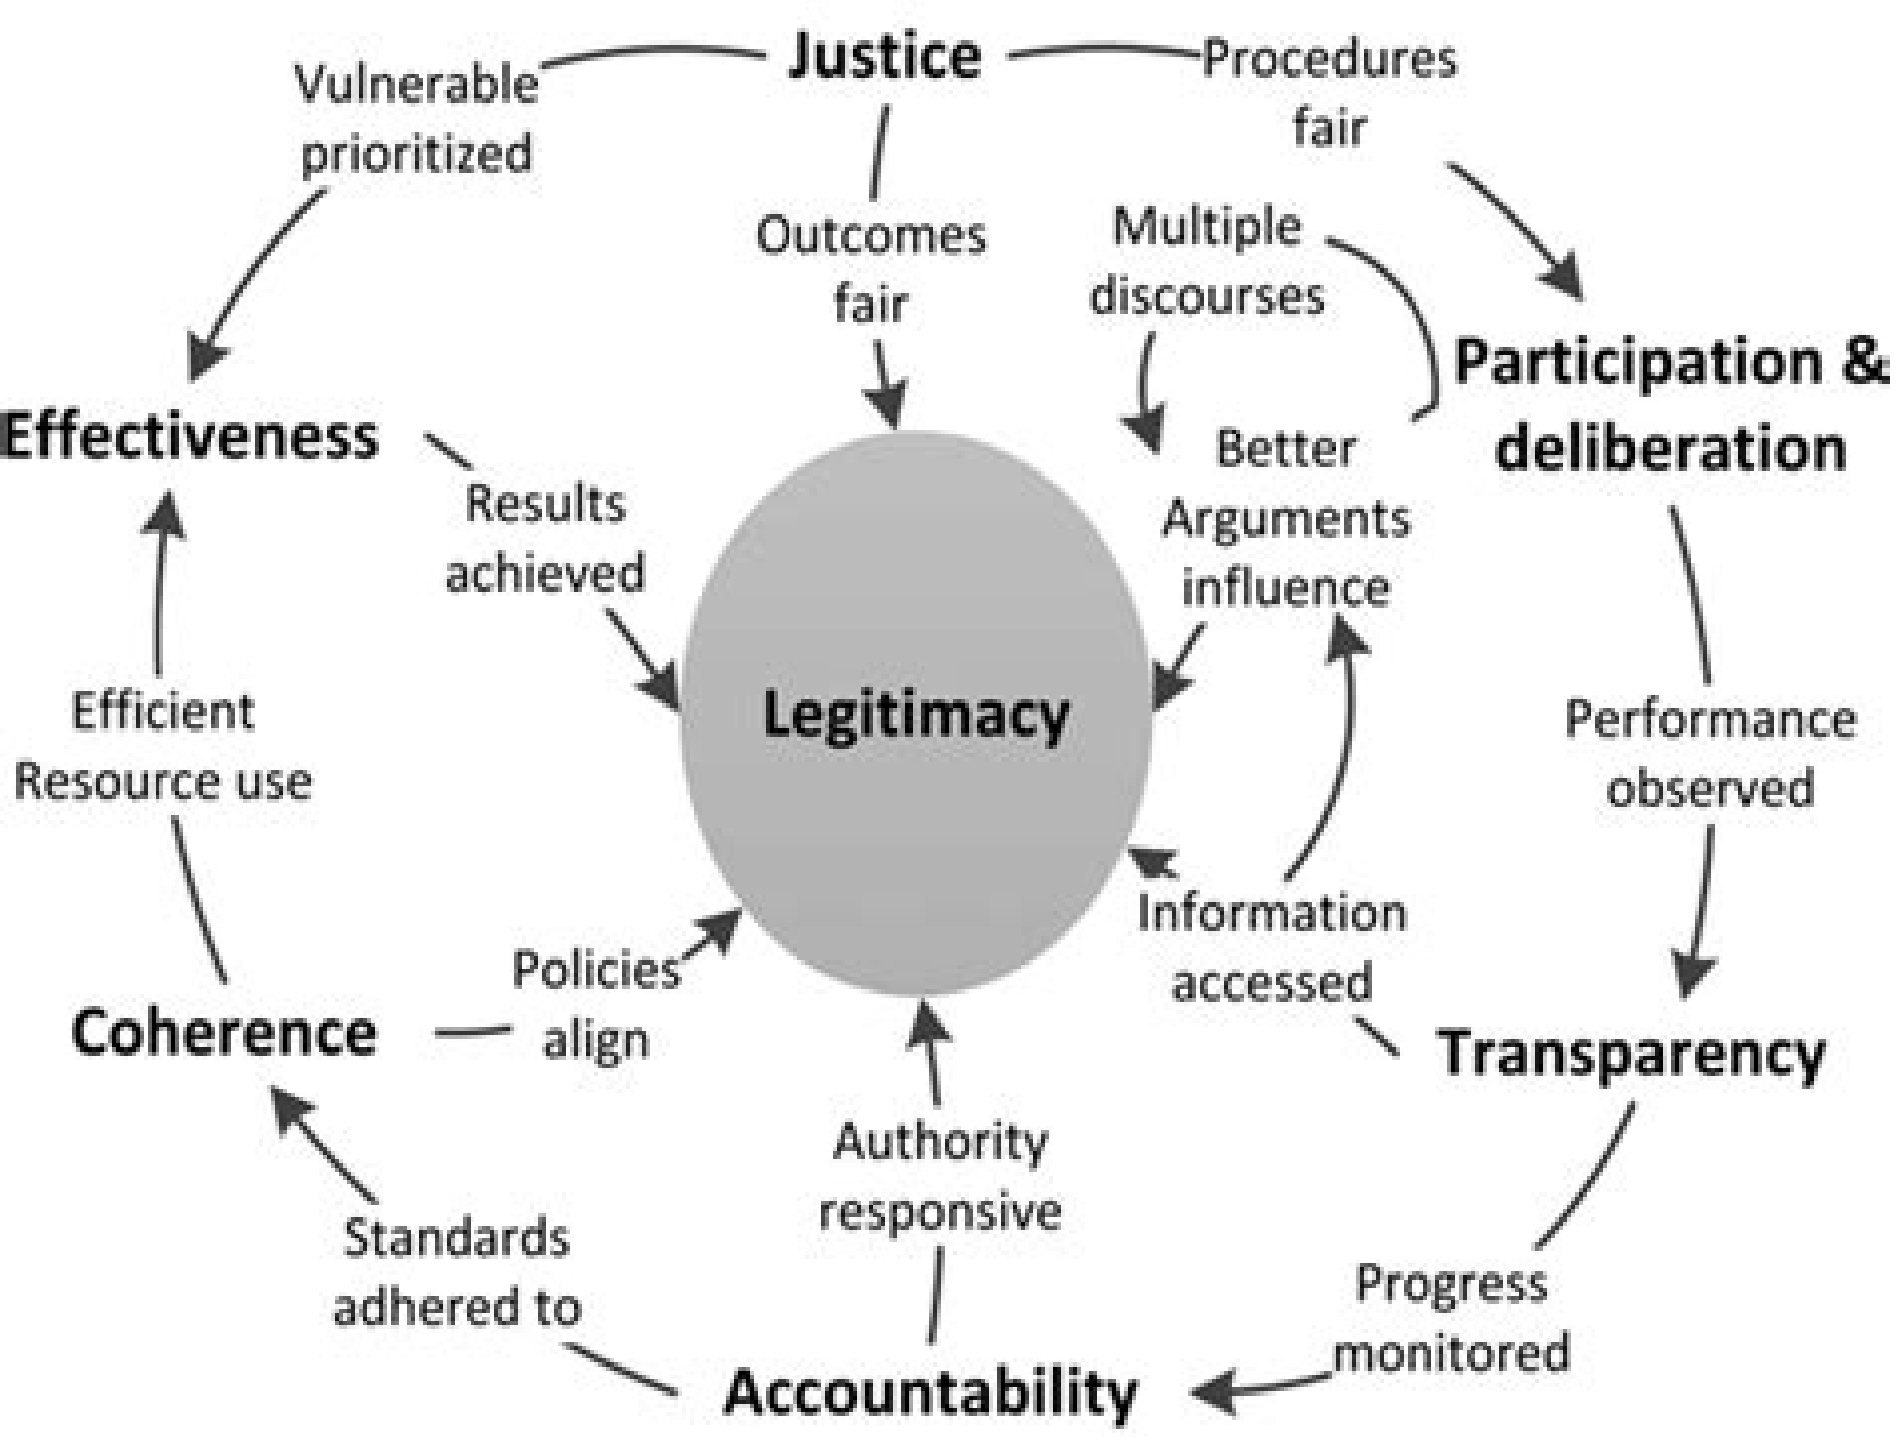 Justice
Vulnerable
prioritized
Procedures
fair
Outcomes
fair
Multiple
discourses
Participation &
deliberation
Effectiveness
Better
Arguments
influence
Results
achieved
Legitimacy
Efficient
Resource use
Performance
observed
Information
accessed
Policies
align
Coherence
Transparency
Authority
responsive
Standards
adhered to
Progress
monitored
Accountability